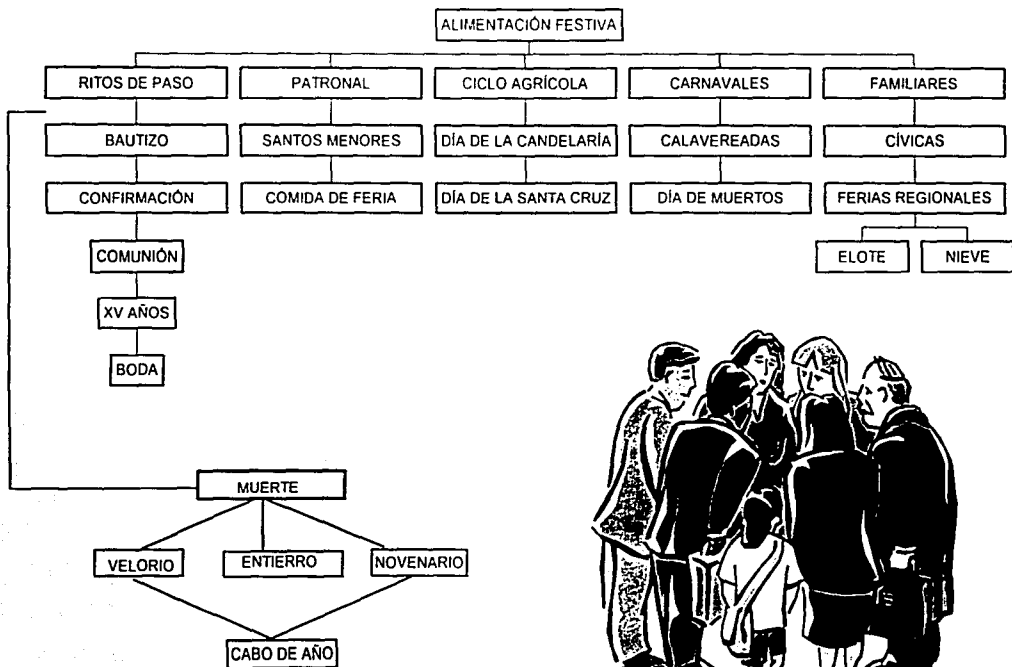 ALIMENTACIÓN FESTIVA
RITOS DE PASO
PATRONAL
CICLO AGRÍCOLA
CARNAVALES
FAMILIARES
BAUTIZO
SANTOS MENORES
DÍA DE LA CANDELARÍA
CALAVEREADAS
CÍVICAS
CONFIRMACIÓN
COMIDA DE FERIA
DÍA DE LA SANTA CRUZ
DÍA DE MUERTOS
FERIAS REGIONALES
COMUNIÓN
ELOTE
NIEVE
XV AÑOS
BODA
MUERTE
VELORIO
ENTIERRO
NOVENARIO
CABO DE AÑO